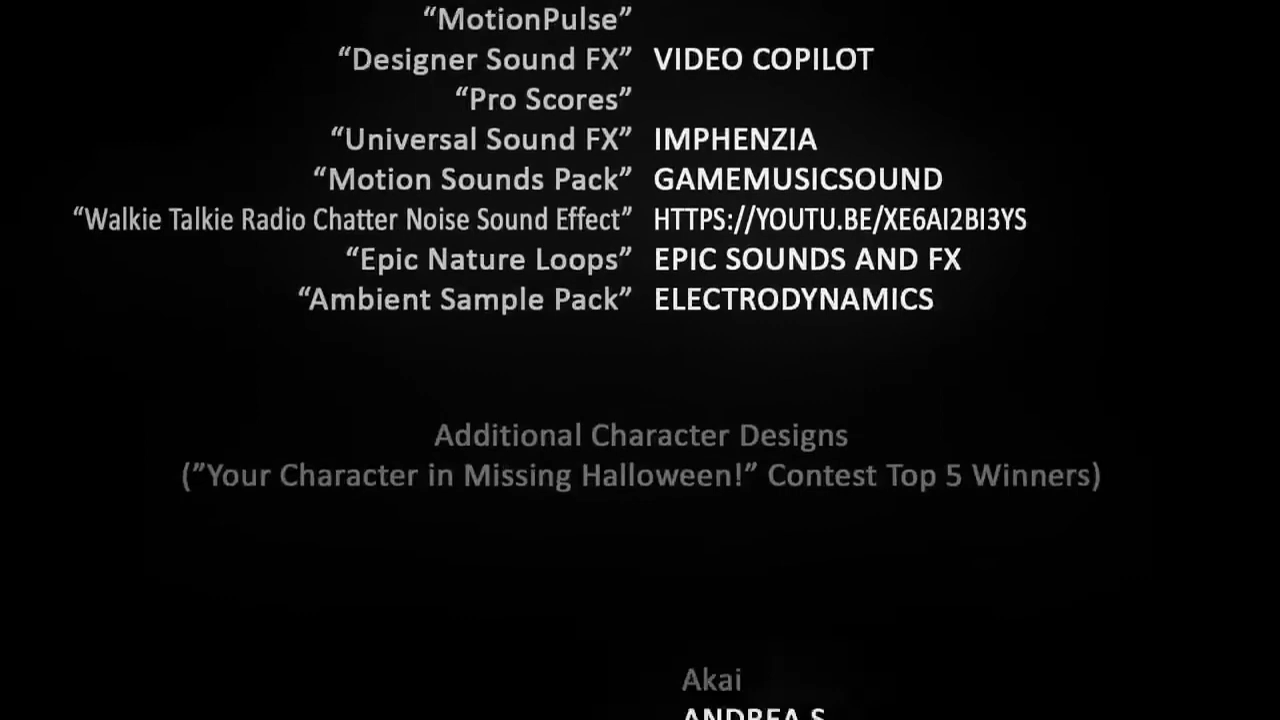 “MotionPulse”
“Designer Sound FX” VIDEO COPILOT
“Pro Scores”
“Universal Sound FX” IMPHENZIA
“Motion Sounds Pack” GAMEMUSICSOUND
“Walkie Talkie Radio Chatter Noise Sound Effect” HTTPS://YOUTU.BE/XE6AI2BI3YS
“Epic Nature Loops” EPIC SOUNDS AND FX
“Ambient Sample Pack” ELECTRODYNAMICS
Additional Character Designs
(”Your Character in Missing Halloween!” Contest Top 5 Winners)
Akai
ANDREA S